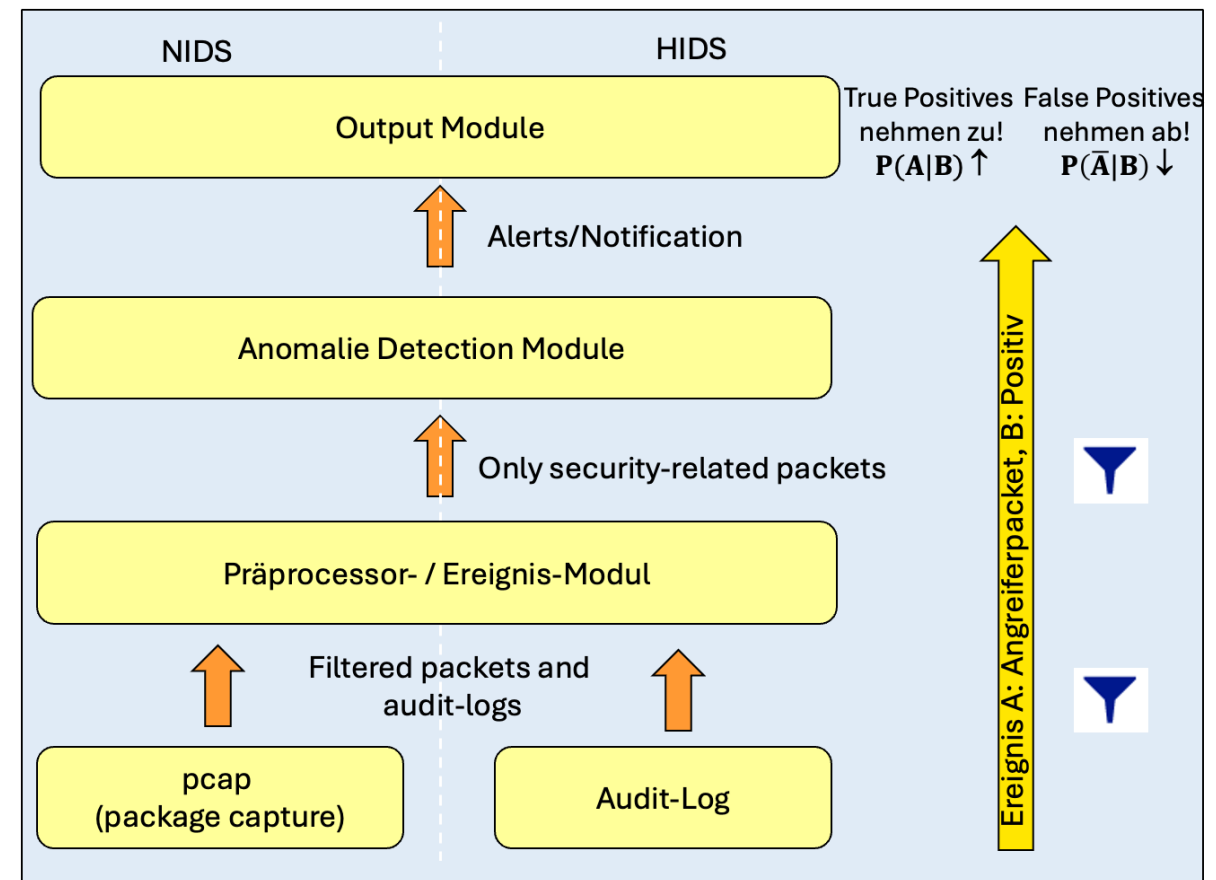 NIDS
HIDS
Output Module
True Positives
nehmen zu!
P(A|B) ↑
False Positives
nehmen ab!
P(A̅|B) ↓
Alerts/Notification
Anomalie Detection Module
Only security-related packets
Präprocessor- / Ereignis-Modul
Filtered packets and
audit-logs
pcap
(package capture)
Audit-Log
Ereignis A: Angreiferpacket, B: Positiv